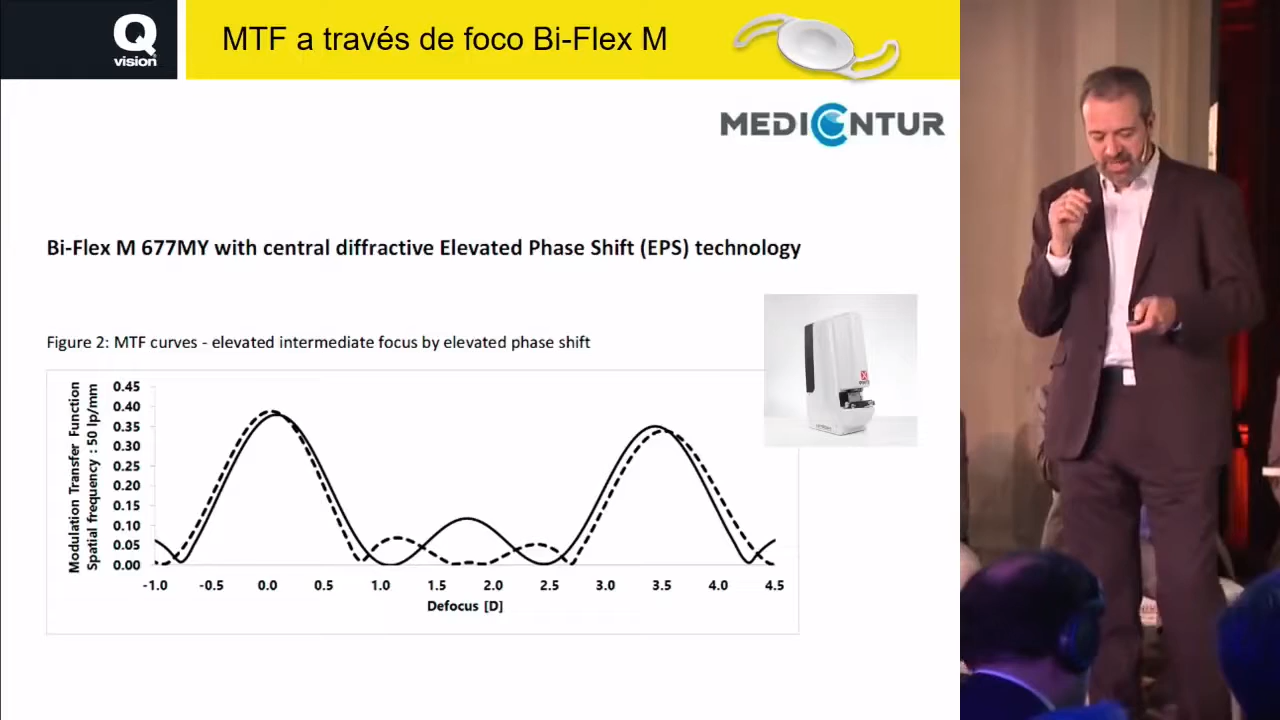 Q
vision
MTF a través de foco Bi-Flex M
MEDICNTUR
Bi-Flex M 677MY with central diffractive Elevated Phase Shift (EPS) technology
Figure 2: MTF curves - elevated intermediate focus by elevated phase shift
Modulation Transfer Function
Spatial frequency : 50 lp/mm
0.45
0.40
0.35
0.30
0.25
0.20
0.15
0.10
0.05
0.00
-1.0 -0.5 0.0 0.5 1.0 1.5 2.0 2.5 3.0 3.5 4.0 4.5
Defocus [D]